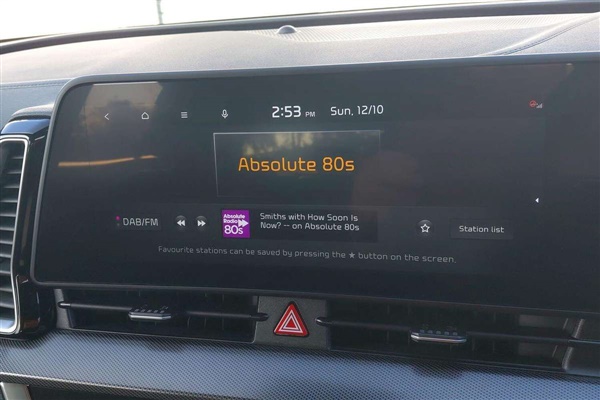 2:53 PM Sun, 12/10
Absolute 80s
DAB/FM
Absolute
Radio
80s
Smiths with How Soon Is
Now? -- on Absolute 80s
Station list
Favourite stations can be saved by pressing the ★ button on the screen.